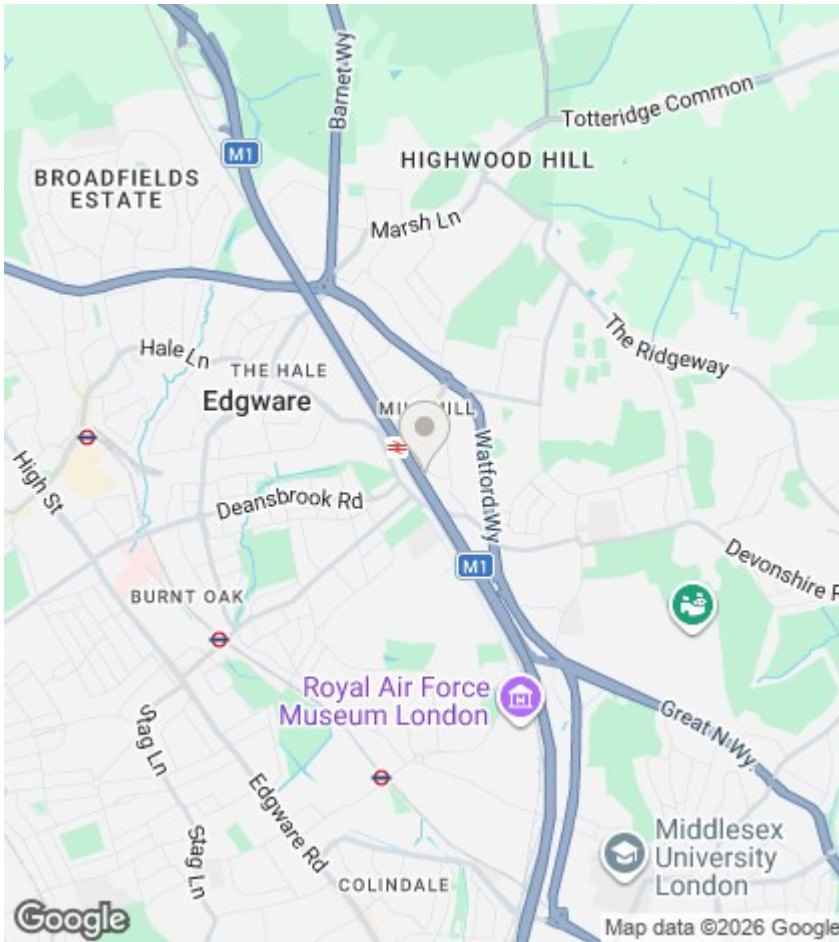 Barnet Wy
Totteridge Common
M1
HIGHWOOD HILL
BROADFIELDS
ESTATE
Marsh Ln
The Ridgeway
Hale Ln
THE HALE
Edgware
MILL HILL
Watford Wy
High St
Deansbrook Rd
M1
Devonshire R
BURNT OAK
Royal Air Force
Museum London
Great N Wy.
Stag Ln
Edgware Rd
Stag Ln
Middlesex
University
London
COLINDALE
Google
Map data ©2026 Google